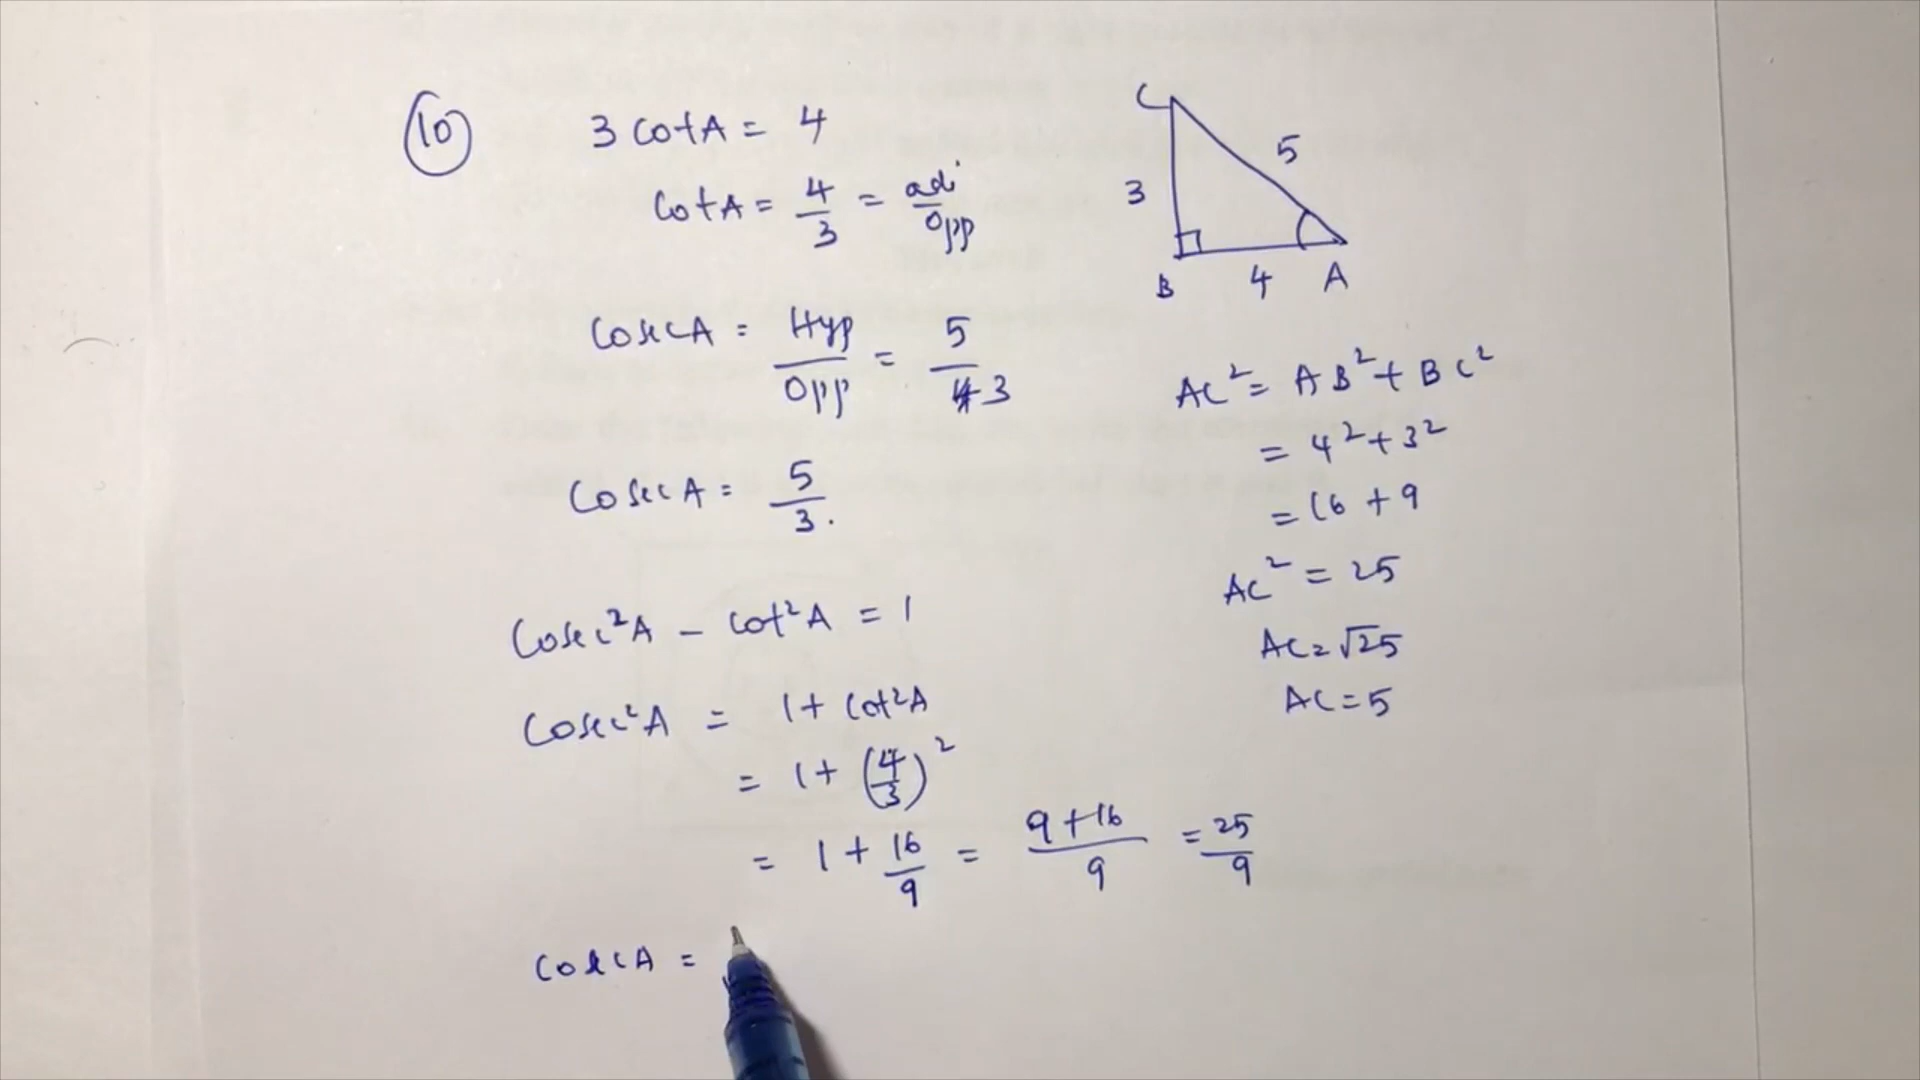 10
3 cotA = 4
cotA = 4/3 = adj/opp
CosecA = Hyp/Opp = 5/3
CosecA = 5/3.
Cosec²A - cot²A = 1
Cosec²A = 1 + cot²A
= 1 + (4/3)²
= 1 + 16/9 = 9+16/9 = 25/9
CosecA =
C
5
3
B
4
A
AC² = AB² + BC²
= 4² + 3²
= 16 + 9
AC² = 25
AC = √25
AC = 5